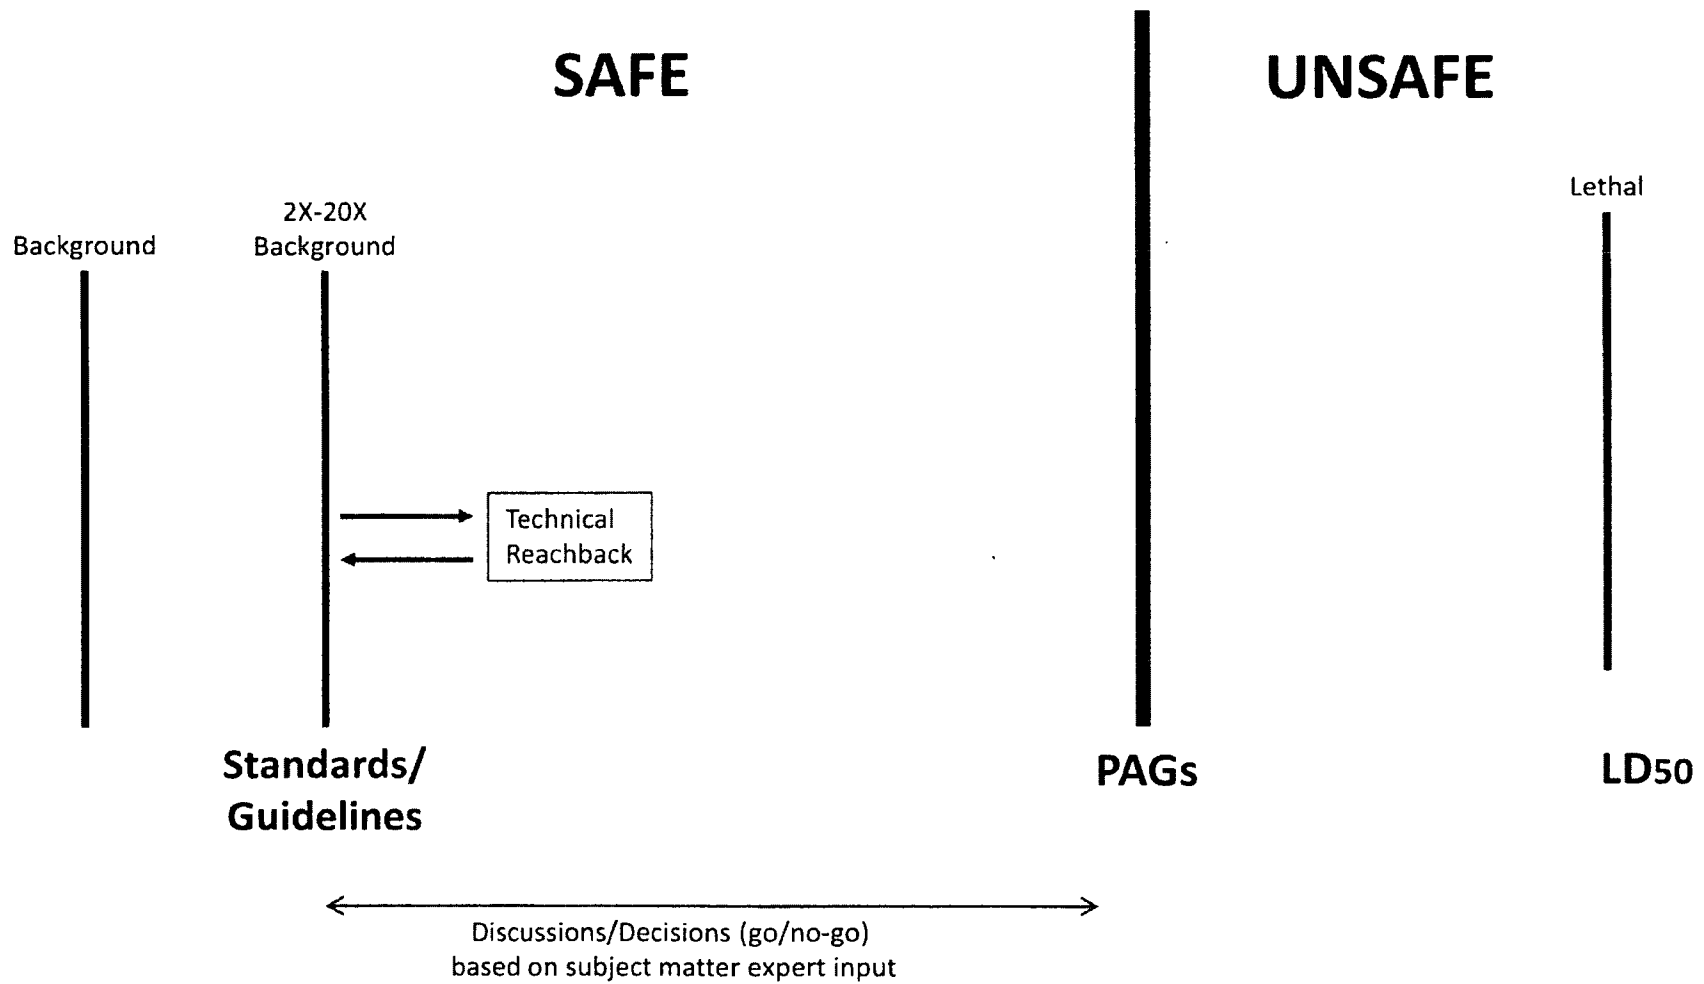 SAFE
UNSAFE
Lethal
2X-20X
Background
Background
Technical
Reachback
Standards/
Guidelines
PAGs
LD50
Discussions/Decisions (go/no-go)
based on subject matter expert input